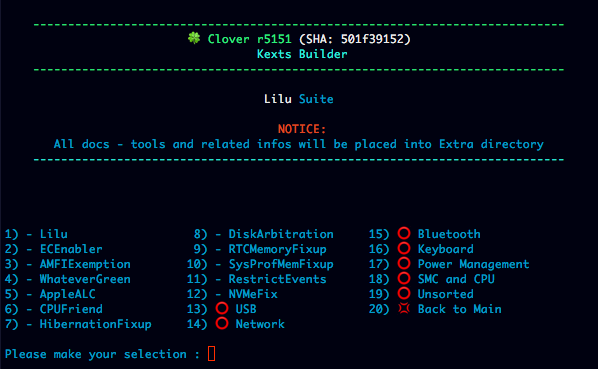 ------------------------------------------------------------------------
🍀 Clover r5151 (SHA: 501f39152)
Kexts Builder
------------------------------------------------------------------------
Lilu Suite
NOTICE:
All docs - tools and related infos will be placed into Extra directory
------------------------------------------------------------------------
1) - Lilu 8) - DiskArbitration 15) ⭕ Bluetooth
2) - ECEnabler 9) - RTCMemoryFixup 16) ⭕ Keyboard
3) - AMFIExemption 10) - SysProfMemFixup 17) ⭕ Power Management
4) - WhateverGreen 11) - RestrictEvents 18) ⭕ SMC and CPU
5) - AppleALC 12) - NVMeFix 19) ⭕ Unsorted
6) - CPUFriend 13) ⭕ USB 20) 💢 Back to Main
7) - HibernationFixup 14) ⭕ Network
Please make your selection :